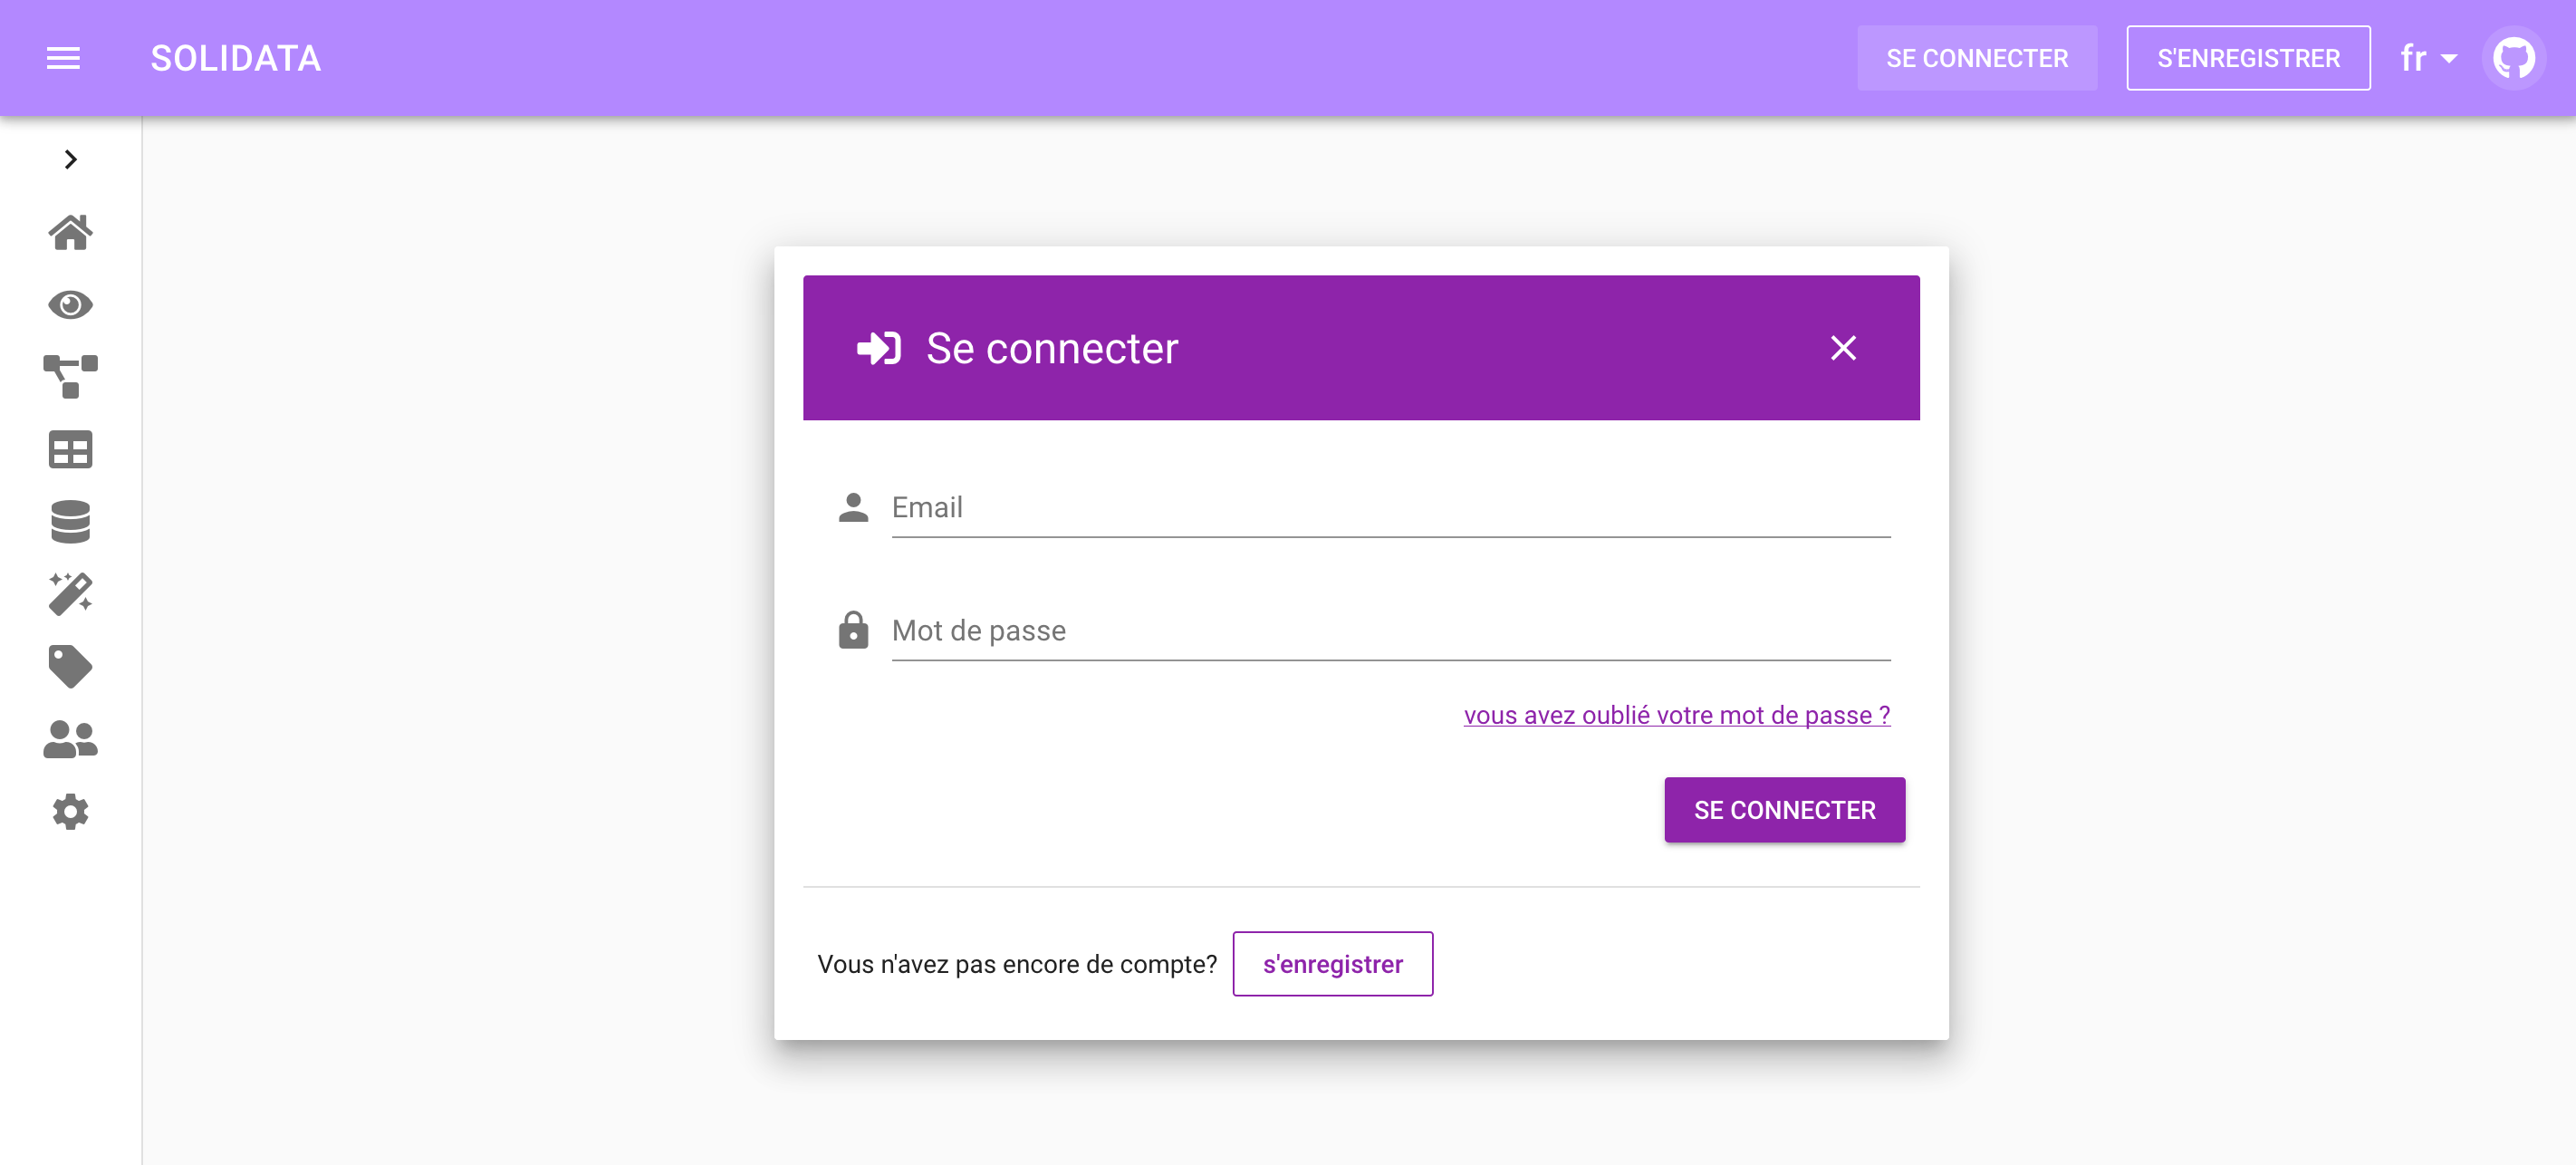 SOLIDATA
SE CONNECTER
S'ENREGISTRER
fr
Se connecter
Email
Mot de passe
vous avez oublié votre mot de passe ?
SE CONNECTER
Vous n'avez pas encore de compte?
s'enregistrer